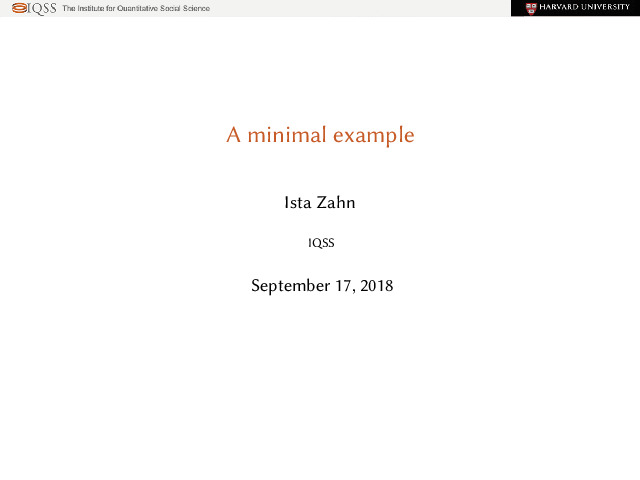 IQSS The Institute for Quantitative Social Science
HARVARD UNIVERSITY
A minimal example
Ista Zahn
IQSS
September 17, 2018